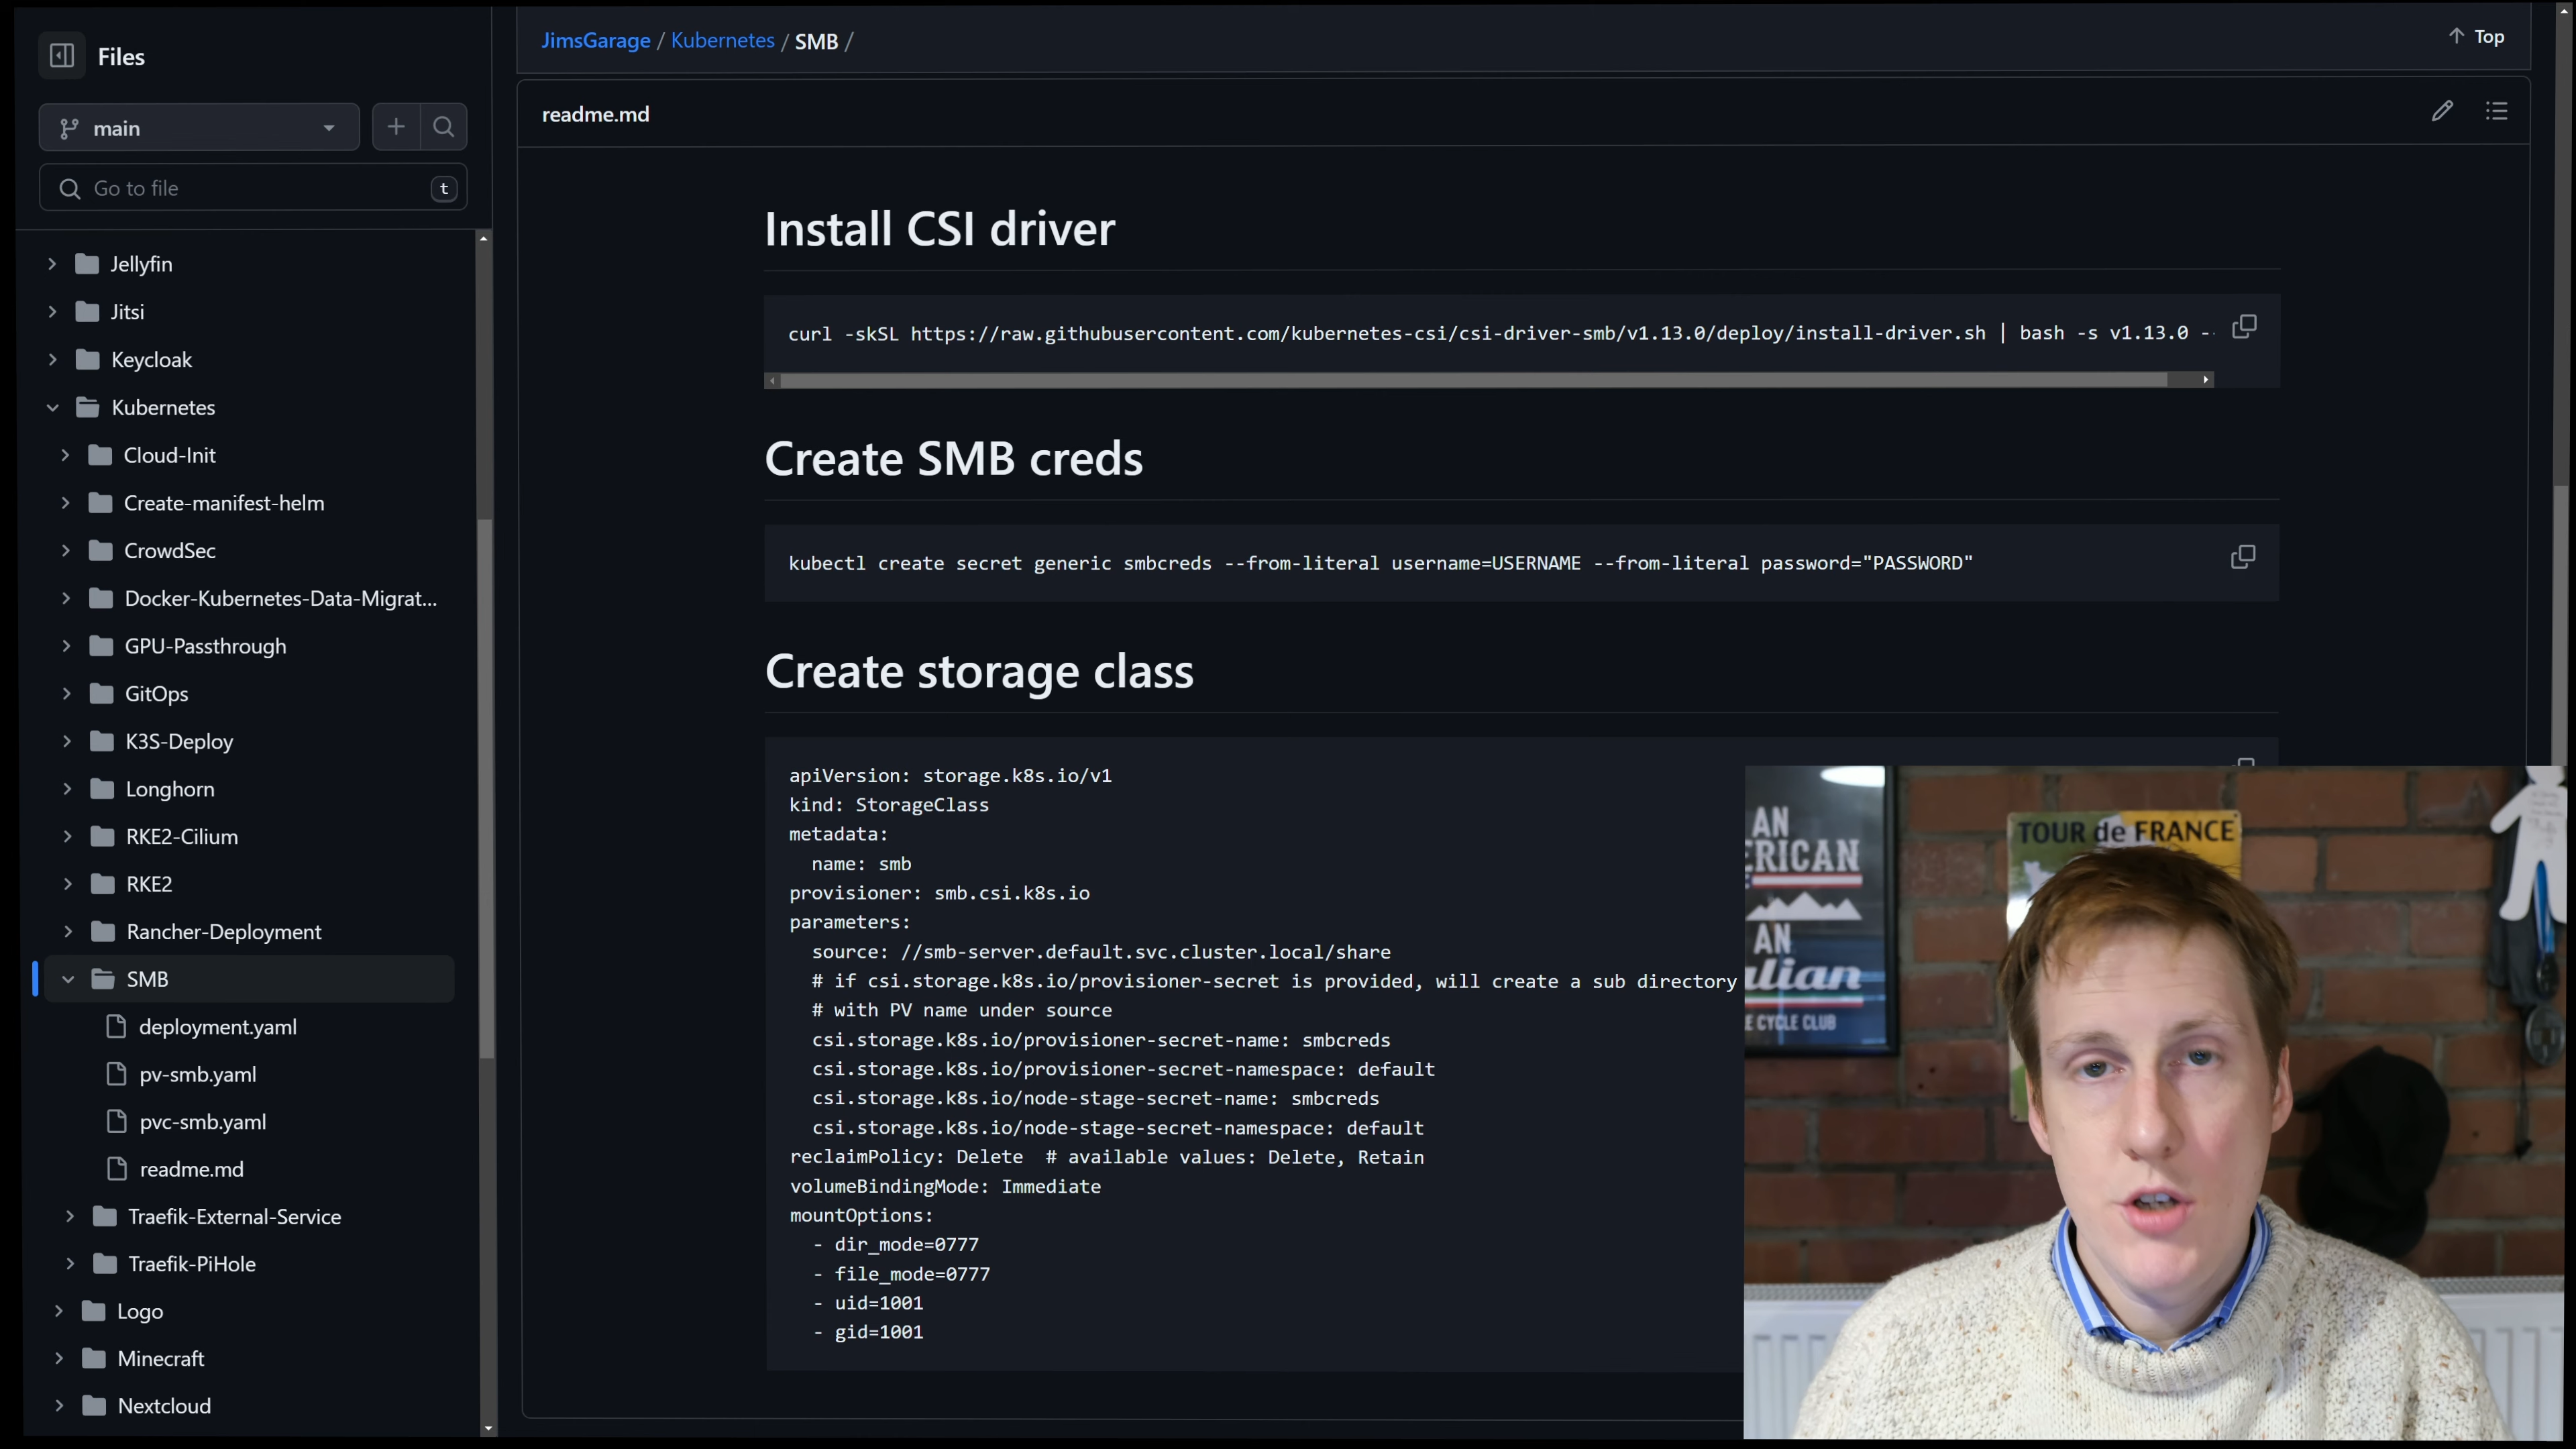 Files
main
Go to file
t
Jellyfin
Jitsi
Keycloak
Kubernetes
Cloud-Init
Create-manifest-helm
CrowdSec
Docker-Kubernetes-Data-Migrat...
GPU-Passthrough
GitOps
K3S-Deploy
Longhorn
RKE2-Cilium
RKE2
Rancher-Deployment
SMB
deployment.yaml
pv-smb.yaml
pvc-smb.yaml
readme.md
Traefik-External-Service
Traefik-PiHole
Logo
Minecraft
Nextcloud
JimsGarage / Kubernetes / SMB /
Top
readme.md
Install CSI driver
curl -skSL https://raw.githubusercontent.com/kubernetes-csi/csi-driver-smb/v1.13.0/deploy/install-driver.sh | bash -s v1.13.0 -
Create SMB creds
kubectl create secret generic smbcreds --from-literal username=USERNAME --from-literal password="PASSWORD"
Create storage class
apiVersion: storage.k8s.io/v1
kind: StorageClass
metadata:
  name: smb
provisioner: smb.csi.k8s.io
parameters:
  source: //smb-server.default.svc.cluster.local/share
  # if csi.storage.k8s.io/provisioner-secret is provided, will create a sub directory
  # with PV name under source
  csi.storage.k8s.io/provisioner-secret-name: smbcreds
  csi.storage.k8s.io/provisioner-secret-namespace: default
  csi.storage.k8s.io/node-stage-secret-name: smbcreds
  csi.storage.k8s.io/node-stage-secret-namespace: default
reclaimPolicy: Delete  # available values: Delete, Retain
volumeBindingMode: Immediate
mountOptions:
  - dir_mode=0777
  - file_mode=0777
  - uid=1001
  - gid=1001
AN
ERICAN
AN
alian
E CYCLE CLUB
TOUR de FRANCE